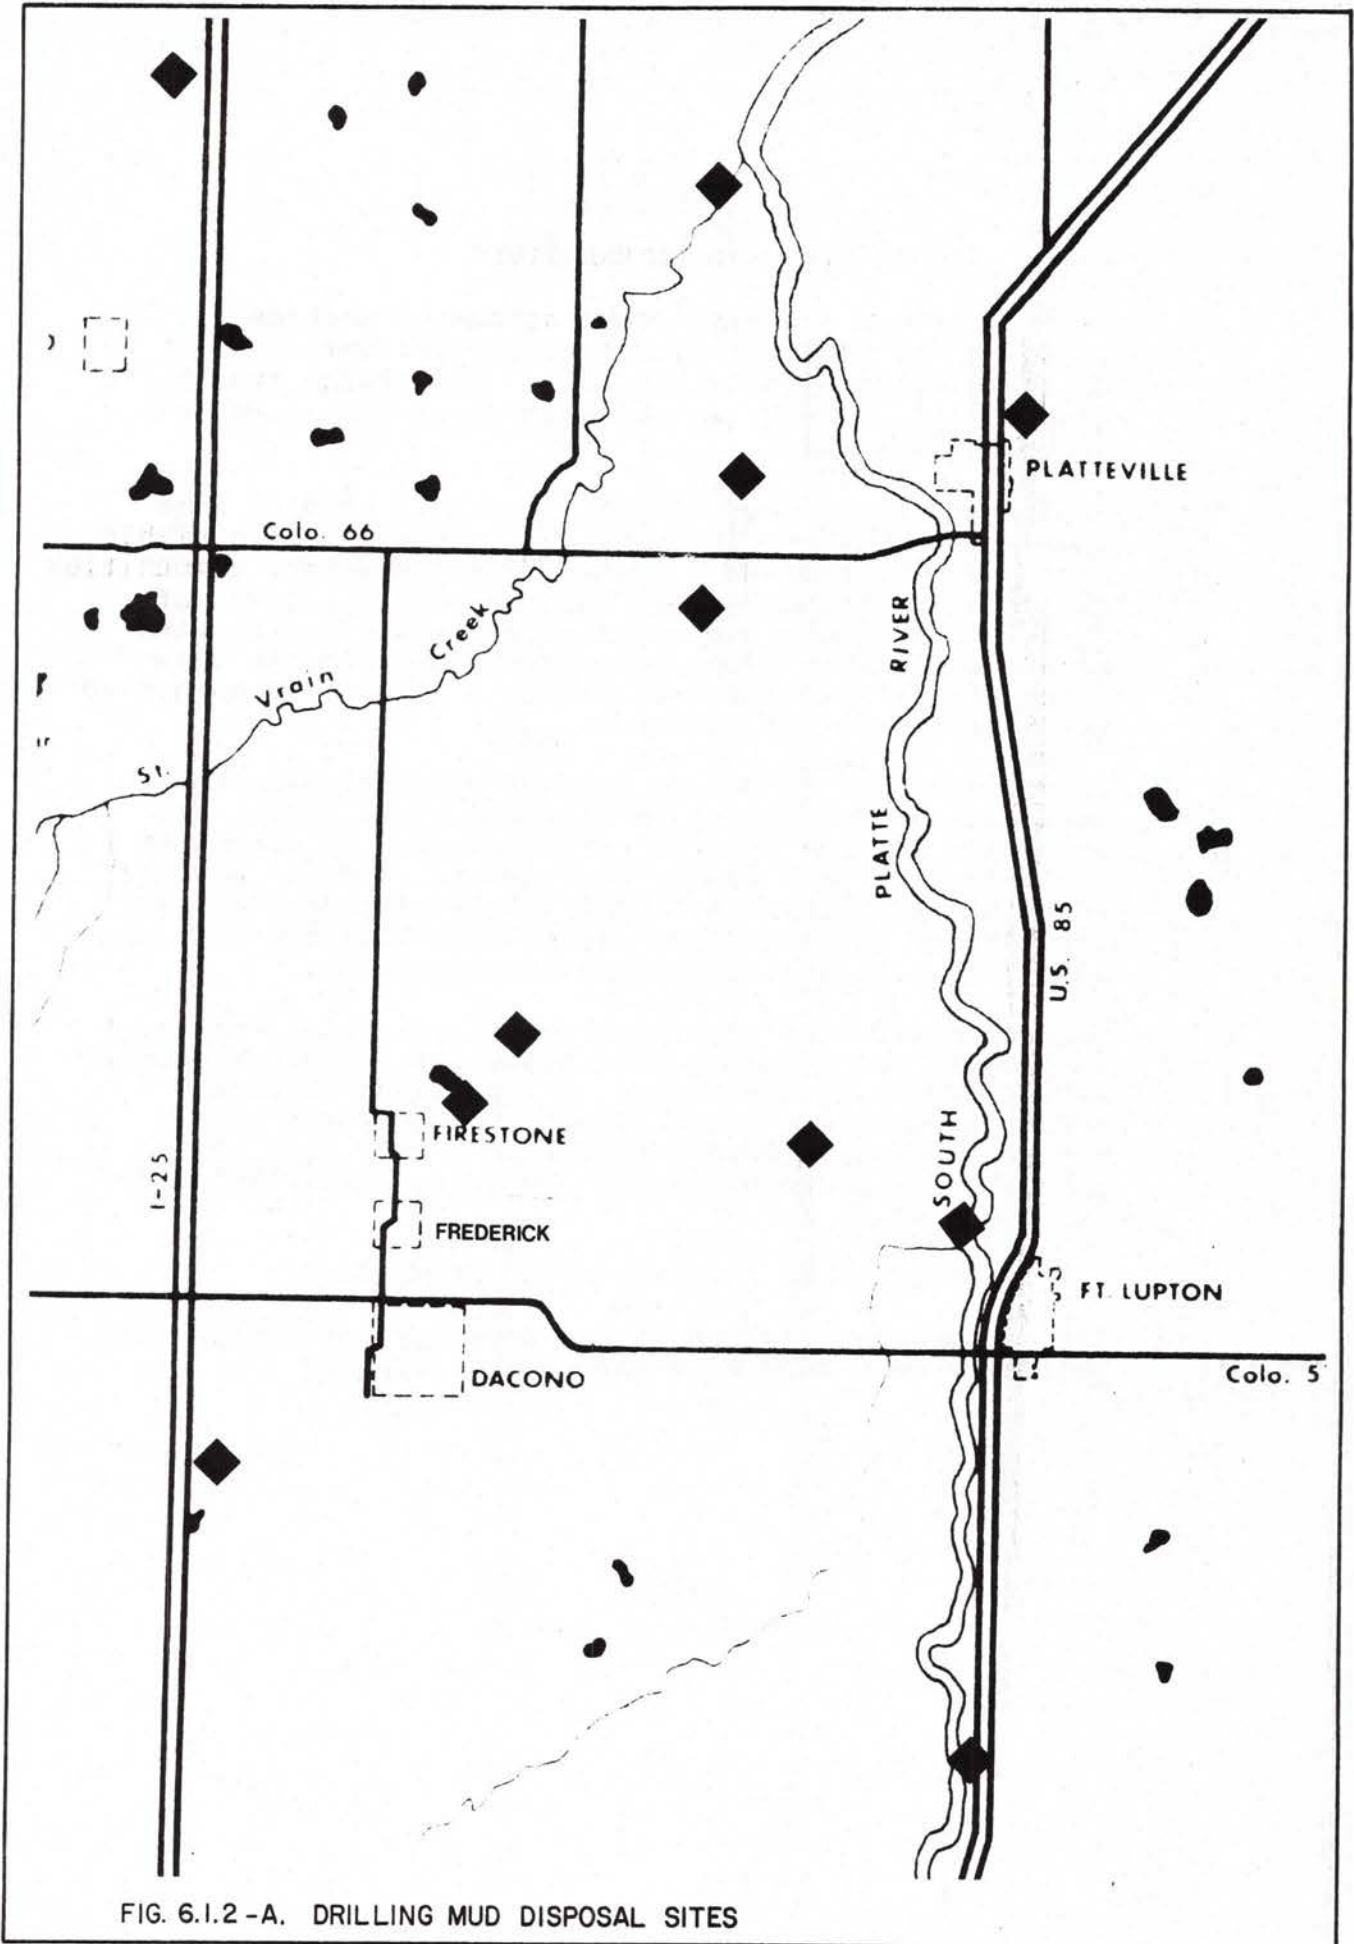 PLATTEVILLE
Colo. 66
RIVER
Creek
Vrain
St.
PLATTE
U.S. 85
FIRESTONE
SOUTH
I-25
FREDERICK
FT. LUPTON
DACONO
Colo. 5
FIG. 6.1.2-A. DRILLING MUD DISPOSAL SITES